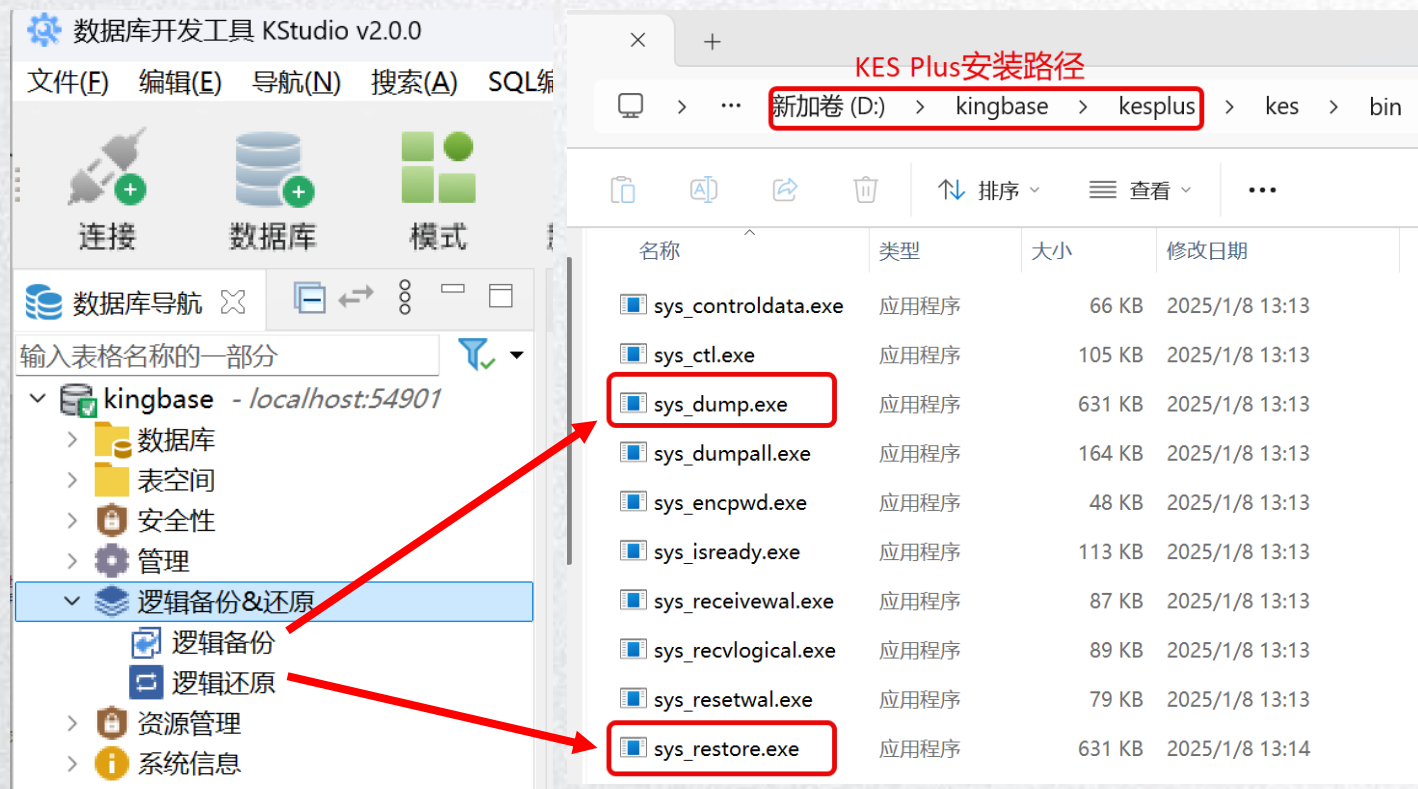 数据库开发工具 KStudio v2.0.0
文件(F) 编辑(E) 导航(N) 搜索(A) SQL编
连接 数据库 模式
数据库导航
输入表格名称的一部分
kingbase - localhost:54901
数据库
表空间
安全性
管理
逻辑备份&还原
逻辑备份
逻辑还原
资源管理
系统信息
KES Plus安装路径
新加卷 (D:) > kingbase > kesplus > kes > bin
排序 查看
名称 类型 大小 修改日期
sys_controldata.exe 应用程序 66 KB 2025/1/8 13:13
sys_ctl.exe 应用程序 105 KB 2025/1/8 13:13
sys_dump.exe 应用程序 631 KB 2025/1/8 13:13
sys_dumpall.exe 应用程序 164 KB 2025/1/8 13:13
sys_encpwd.exe 应用程序 48 KB 2025/1/8 13:13
sys_isready.exe 应用程序 113 KB 2025/1/8 13:13
sys_receivewal.exe 应用程序 87 KB 2025/1/8 13:13
sys_recvlogical.exe 应用程序 89 KB 2025/1/8 13:13
sys_resetwal.exe 应用程序 79 KB 2025/1/8 13:13
sys_restore.exe 应用程序 631 KB 2025/1/8 13:14